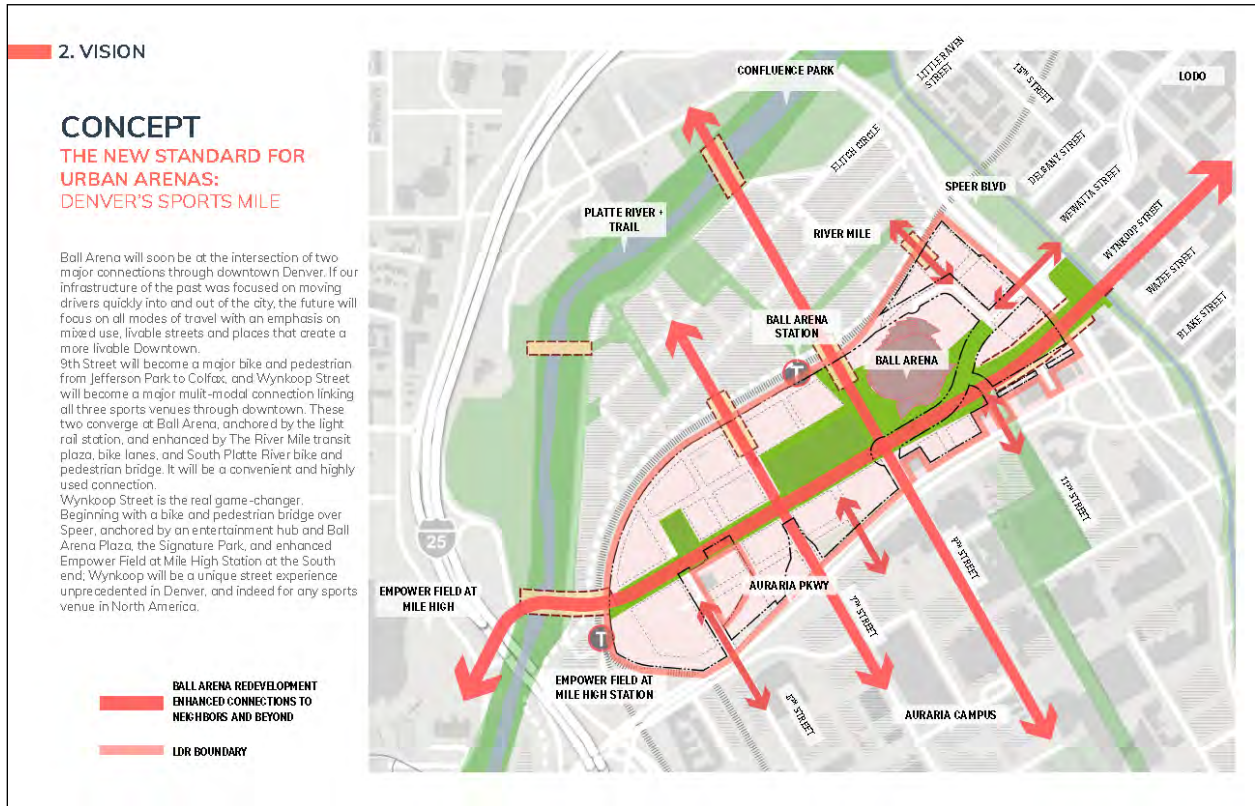 2. VISION
CONCEPT
THE NEW STANDARD FOR
URBAN ARENAS:
DENVER'S SPORTS MILE
Ball Arena will soon be at the intersection of two
major connections through downtown Denver. If our
infrastructure of the past was focused on moving
drivers quickly into and out of the city, the future will
focus on all modes of travel with an emphasis on
mixed use, livable streets and places that create a
more livable Downtown.
9th Street will become a major bike and pedestrian
from Jefferson Park to Colfax, and Wynkoop Street
will become a major mulit-modal connection linking
all three sports venues through downtown. These
two converge at Ball Arena, anchored by the light
rail station, and enhanced by The River Mile transit
plaza, bike lanes, and South Platte River bike and
pedestrian bridge. It will be a convenient and highly
used connection.
Wynkoop Street is the real game-changer.
Beginning with a bike and pedestrian bridge over
Speer, anchored by an entertainment hub and Ball
Arena Plaza, the Signature Park, and enhanced
Empower Field at Mile High Station at the South
end; Wynkoop will be a unique street experience
unprecedented in Denver, and indeed for any sports
venue in North America.
BALL ARENA REDEVELOPMENT
ENHANCED CONNECTIONS TO
NEIGHBORS AND BEYOND
LDR BOUNDARY
CONFLUENCE PARK
LITTLE RAVEN
STREET
15TH STREET
LODO
ELITCH CIRCLE
DELGANY STREET
SPEER BLVD
WEWATTA STREET
PLATTE RIVER +
TRAIL
RIVER MILE
WYNKOOP STREET
WAZEE STREET
BLAKE STREET
BALL ARENA
STATION
BALL ARENA
T
11TH STREET
25
9TH STREET
AURARIA PKWY
7TH STREET
EMPOWER FIELD AT
MILE HIGH
T
EMPOWER FIELD AT
MILE HIGH STATION
5TH STREET
AURARIA CAMPUS